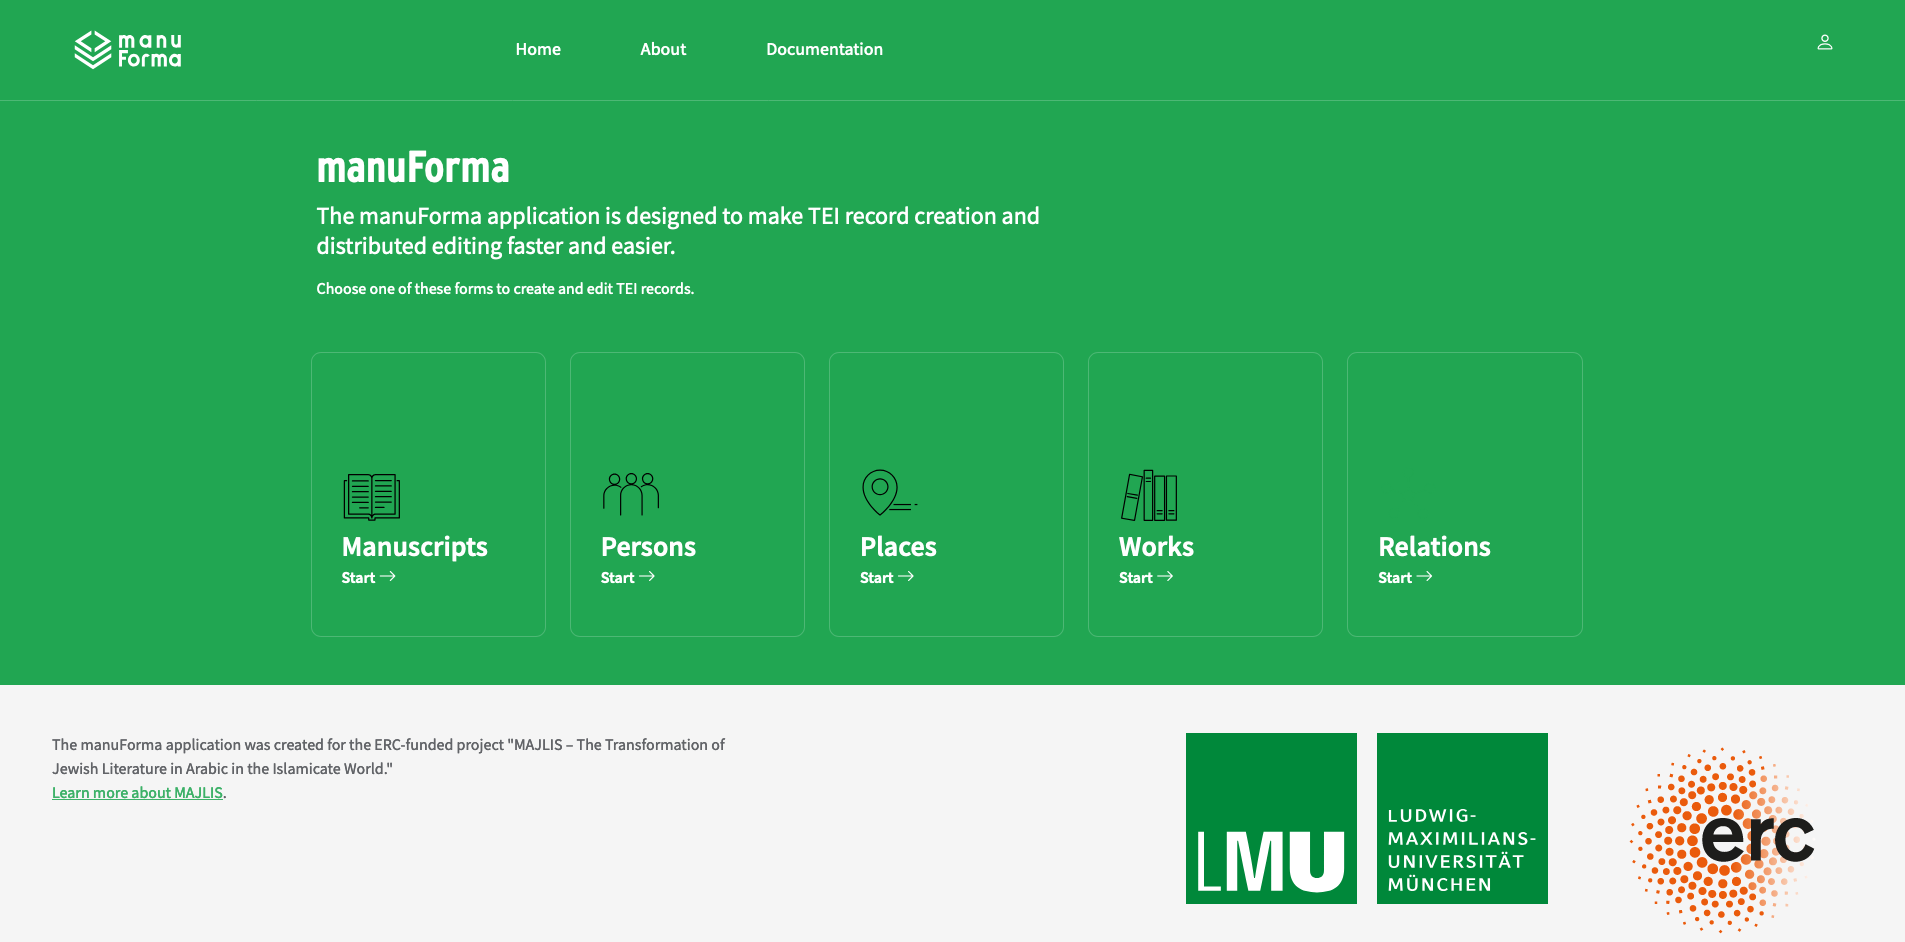 manu
Forma
Home
About
Documentation
manuForma
The manuForma application is designed to make TEI record creation and
distributed editing faster and easier.
Choose one of these forms to create and edit TEI records.
Manuscripts
Start
Persons
Start
Places
Start
Works
Start
Relations
Start
The manuForma application was created for the ERC-funded project "MAJLIS – The Transformation of
Jewish Literature in Arabic in the Islamicate World."
Learn more about MAJLIS.
LMU
LUDWIG-
MAXIMILIANS-
UNIVERSITÄT
MÜNCHEN
erc